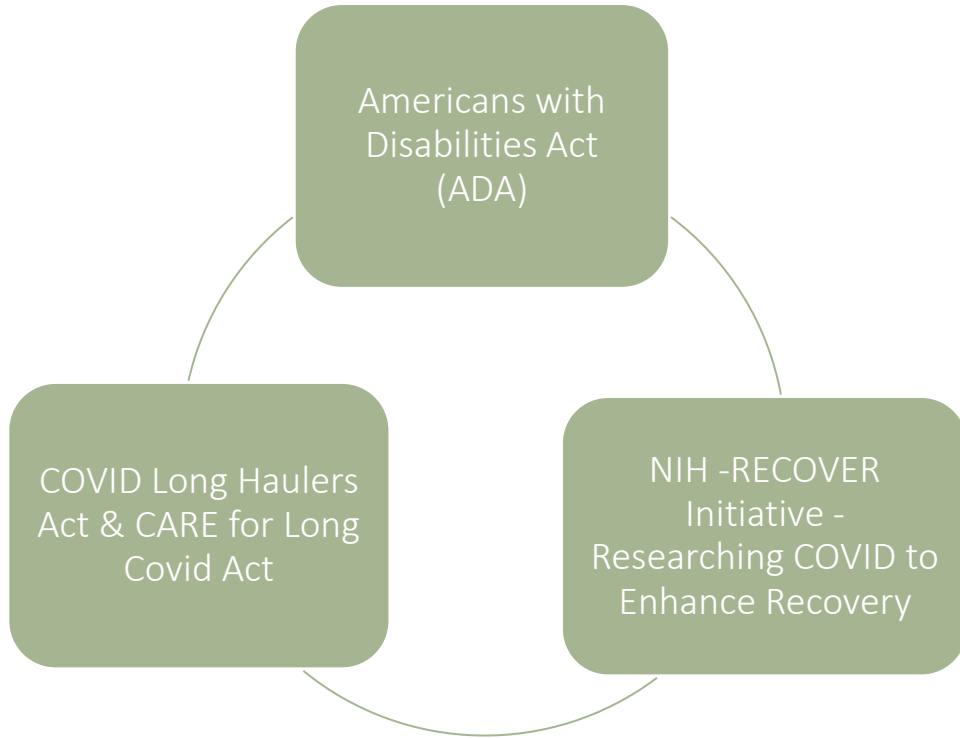 Americans with
Disabilities Act
(ADA)
COVID Long Haulers
Act & CARE for Long
Covid Act
NIH -RECOVER
Initiative -
Researching COVID to
Enhance Recovery